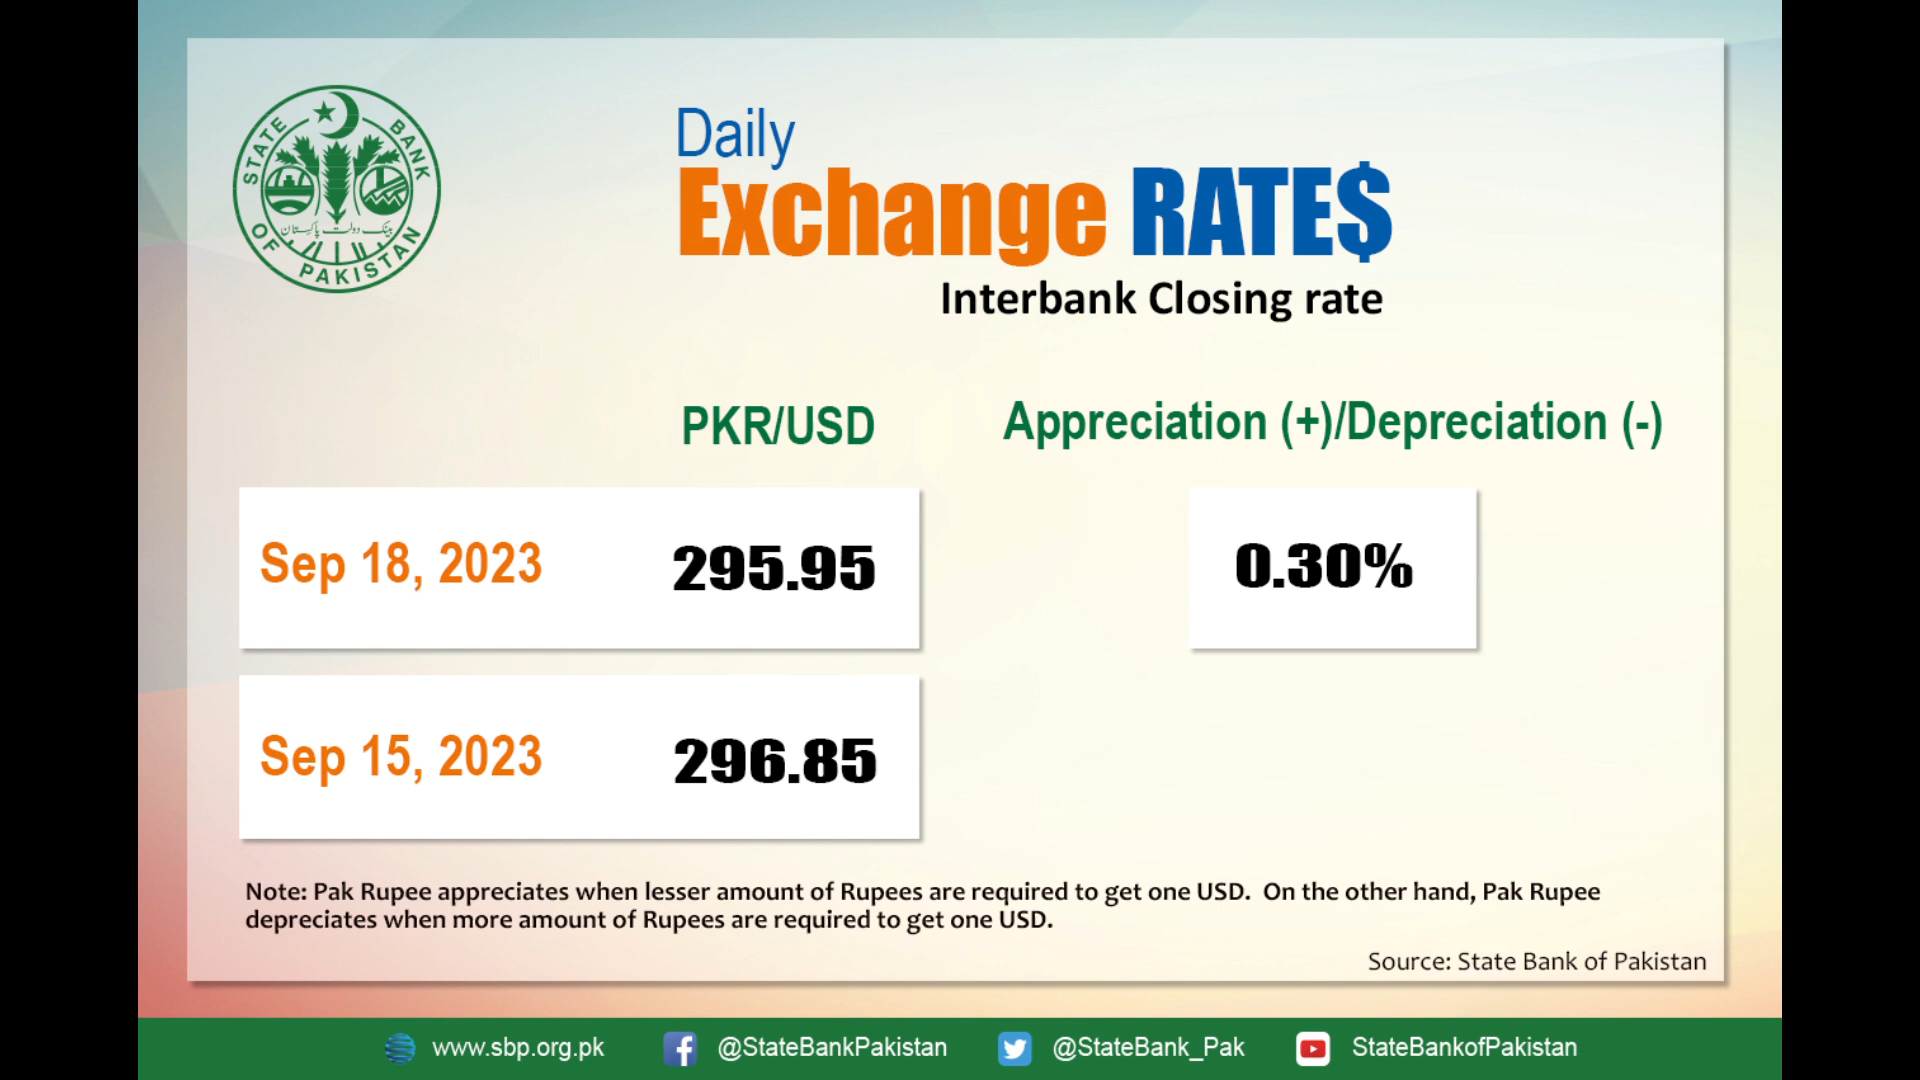 STATE BANK
بینک دولت پاکستان
OF PAKISTAN
Daily
Exchange RATE$
Interbank Closing rate
PKR/USD Appreciation (+)/Depreciation (-)
Sep 18, 2023 295.95 0.30%
Sep 15, 2023 296.85
Note: Pak Rupee appreciates when lesser amount of Rupees are required to get one USD. On the other hand, Pak Rupee
depreciates when more amount of Rupees are required to get one USD.
Source: State Bank of Pakistan
www.sbp.org.pk @StateBankPakistan @StateBank_Pak StateBankofPakistan